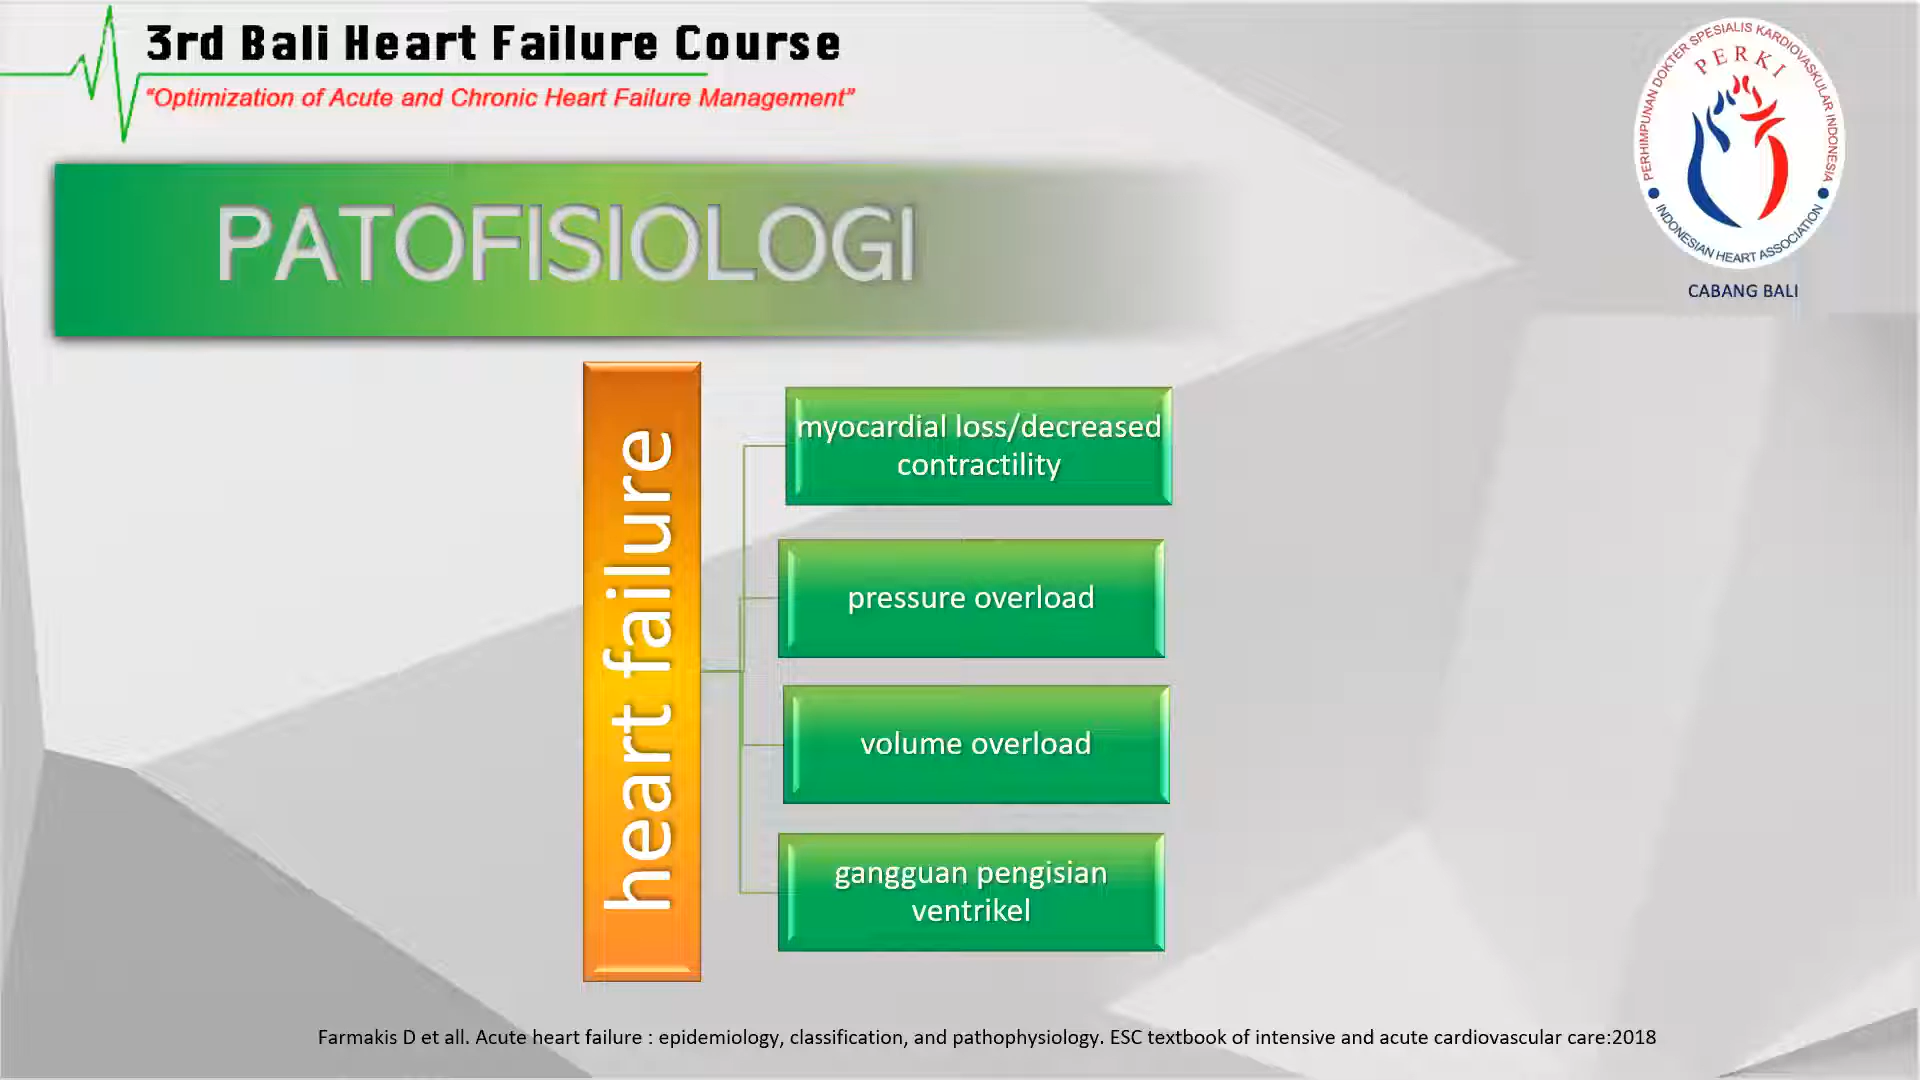 3rd Bali Heart Failure Course
"Optimization of Acute and Chronic Heart Failure Management"
PERHIMPUNAN DOKTER SPESIALIS KARDIOVASKULAR INDONESIA
PERKI
INDONESIAN HEART ASSOCIATION
CABANG BALI
PATOFISIOLOGI
heart failure
myocardial loss/decreased
contractility
pressure overload
volume overload
gangguan pengisian
ventrikel
Farmakis D et all. Acute heart failure : epidemiology, classification, and pathophysiology. ESC textbook of intensive and acute cardiovascular care:2018